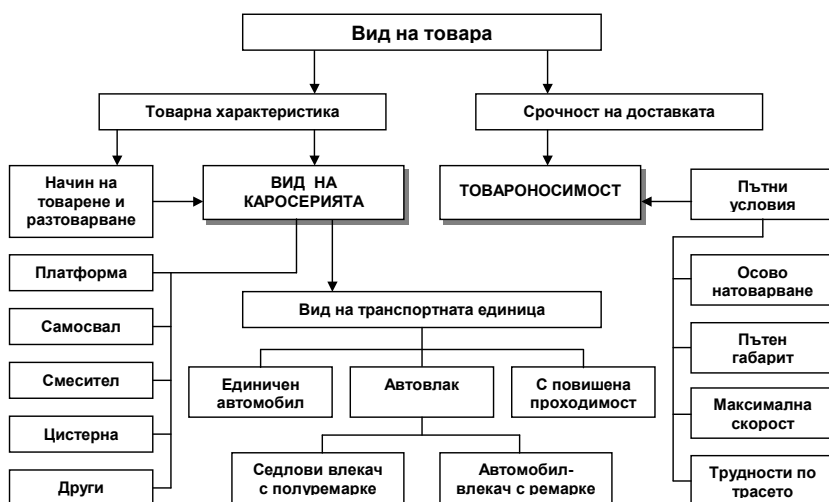 Вид на товара
Товарна характеристика
Срочност на доставката
Начин на
товарене и
разтоварване
ВИД НА
КАРОСЕРИЯТА
ТОВАРОНОСИМОСТ
Пътни
условия
Платформа
Самосвал
Смесител
Цистерна
Други
Вид на транспортната единица
Единичен
автомобил
Автовлак
С повишена
проходимост
Седлови влекач
с полуремарке
Автомобил-
влекач с ремарке
Осово
натоварване
Пътен
габарит
Максимална
скорост
Трудности по
трасето